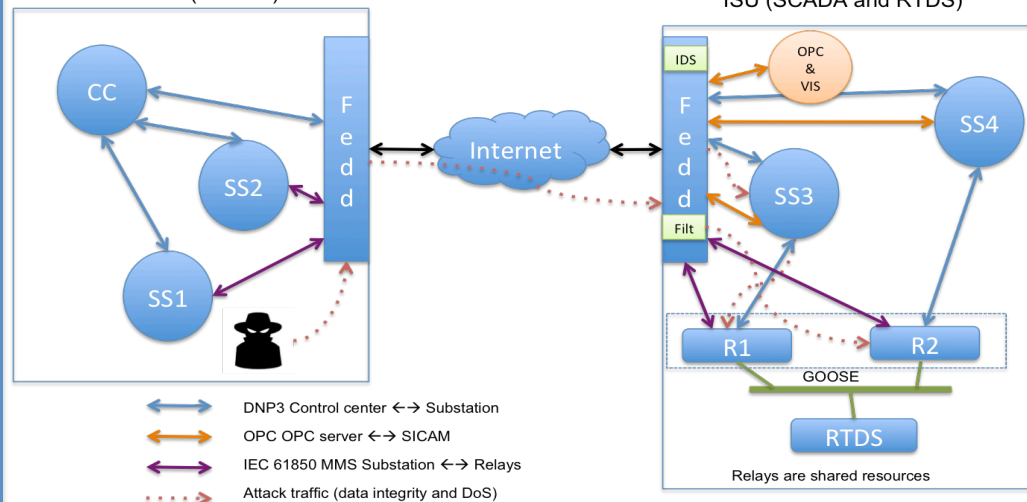 ISU (SCADA and RTDS)
CC
SS2
SS1
Fedd
Internet
IDS
Fedd
Filt
OPC
&
VIS
SS4
SS3
R1
R2
GOOSE
RTDS
Relays are shared resources
DNP3 Control center ←→ Substation
OPC OPC server ←→ SICAM
IEC 61850 MMS Substation ←→ Relays
Attack traffic (data integrity and DoS)